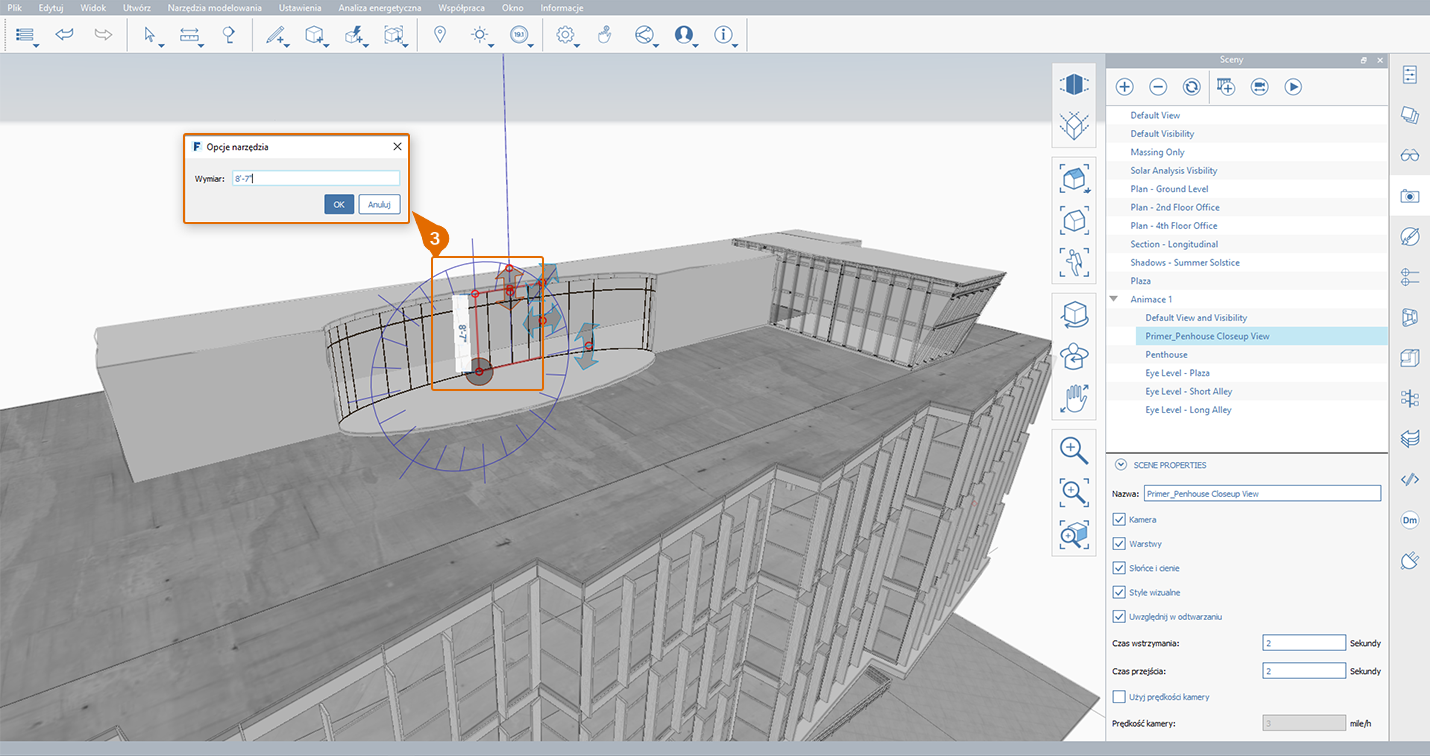 Plik Edytuj Widok Utwórz Narzędzia modelowania Ustawienia Analiza energetyczna Współpraca Okno Informacje
19.1
Sceny
F Opcje narzędzia
Wymiar: 8'-7"
OK Anuluj
3
8'-7"
Default View
Default Visibility
Massing Only
Solar Analysis Visbility
Plan - Ground Level
Plan - 2nd Floor Office
Plan - 4th Floor Office
Section - Longitudinal
Shadows - Summer Solstice
Plaza
Animace 1
Default View and Visibility
Primer_Penhouse Closeup View
Penthouse
Eye Level - Plaza
Eye Level - Short Alley
Eye Level - Long Alley
SCENE PROPERTIES
Nazwa: Primer_Penhouse Closeup View
Kamera
Warstwy
Słońce i cienie
Style wizualne
Uwzględnij w odtwarzaniu
Czas wstrzymania: 2 Sekundy
Czas przejścia: 2 Sekundy
Użyj prędkości kamery
Prędkość kamery: 3 mile/h
Dm